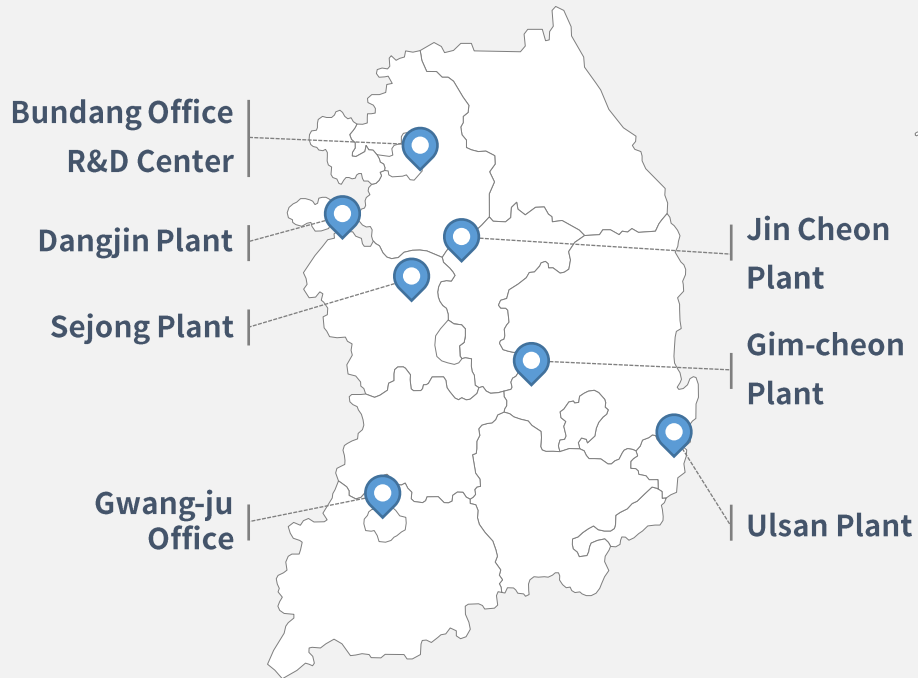 Bundang Office
R&D Center
Dangjin Plant
Sejong Plant
Gwang-ju
Office
Jin Cheon
Plant
Gim-cheon
Plant
Ulsan Plant